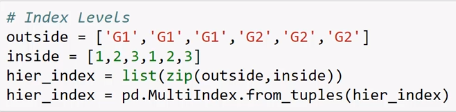 # Index Levels
outside = ['G1','G1','G1','G2','G2','G2']
inside = [1,2,3,1,2,3]
hier_index = list(zip(outside,inside))
hier_index = pd.MultiIndex.from_tuples(hier_index)